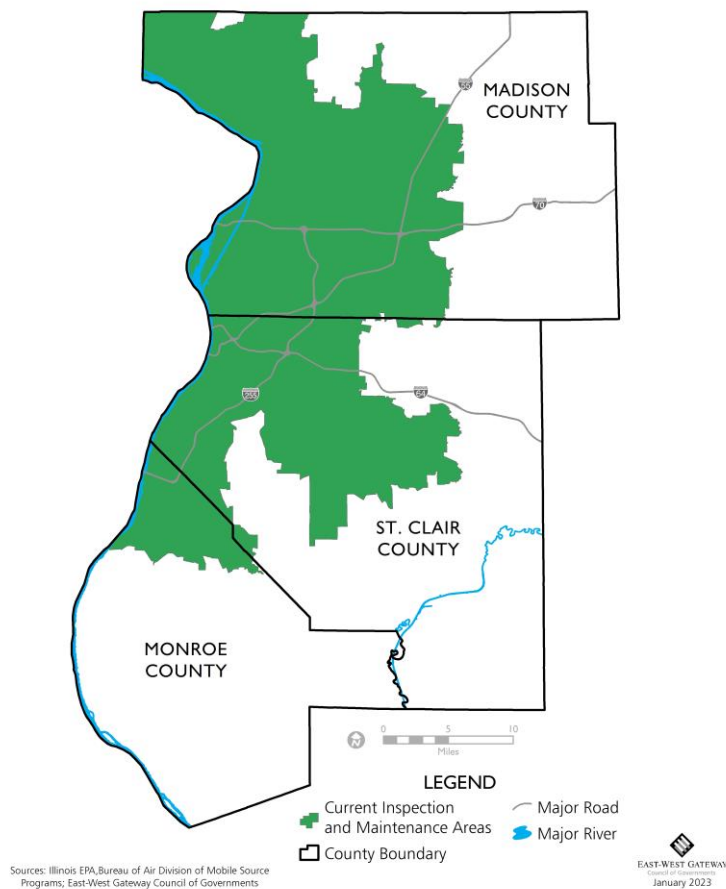 MADISON
COUNTY
55
70
255
64
ST. CLAIR
COUNTY
MONROE
COUNTY
N
0 5 10
Miles
LEGEND
Current Inspection
and Maintenance Areas
County Boundary
Major Road
Major River
Sources: Illinois EPA,Bureau of Air Division of Mobile Source
Programs; East-West Gateway Council of Governments
EAST-WEST GATEWAY
Council of Governments
January 2023